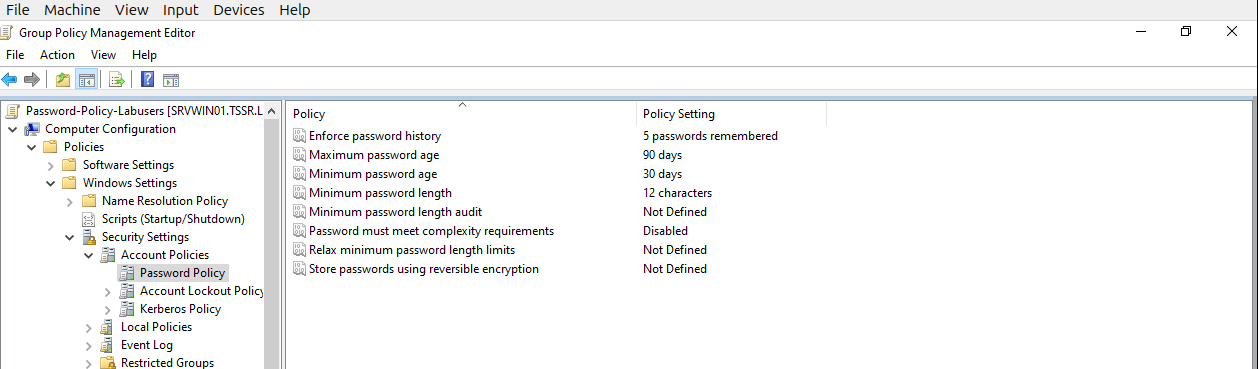 File Machine View Input Devices Help
Group Policy Management Editor
File Action View Help
Password-Policy-Labusers [SRVWIN01.TSSR.L
Computer Configuration
Policies
Software Settings
Windows Settings
Name Resolution Policy
Scripts (Startup/Shutdown)
Security Settings
Account Policies
Password Policy
Account Lockout Policy
Kerberos Policy
Local Policies
Event Log
Restricted Groups
Policy Policy Setting
Enforce password history 5 passwords remembered
Maximum password age 90 days
Minimum password age 30 days
Minimum password length 12 characters
Minimum password length audit Not Defined
Password must meet complexity requirements Disabled
Relax minimum password length limits Not Defined
Store passwords using reversible encryption Not Defined